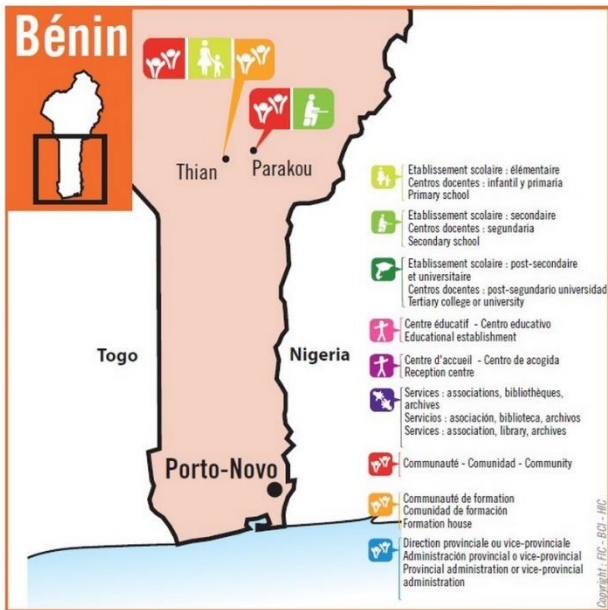 Bénin
Thian
Parakou
Togo
Nigeria
Porto-Novo
Etablissement scolaire : élémentaire
Centros docentes : infantil y primaria
Primary school
Etablissement scolaire : secondaire
Centros docentes : segundaria
Secondary school
Etablissement scolaire : post-secondaire
et universitaire
Centros docentes : post-segundario universidad
Tertiary college or university
Centre éducatif - Centro educativo
Educational establishment
Centre d'accueil - Centro de acogida
Reception centre
Services : associations, bibliothèques,
archives
Servicios : asociación, biblioteca, archivos
Services : association, library, archives
Communauté - Comunidad - Community
Communauté de formation
Comunidad de formación
Formation house
Direction provinciale ou vice-provinciale
Administración provincial o vice-provincial
Provincial administration or vice-provincial
administration
Copyright : FIC - BCI - HIC